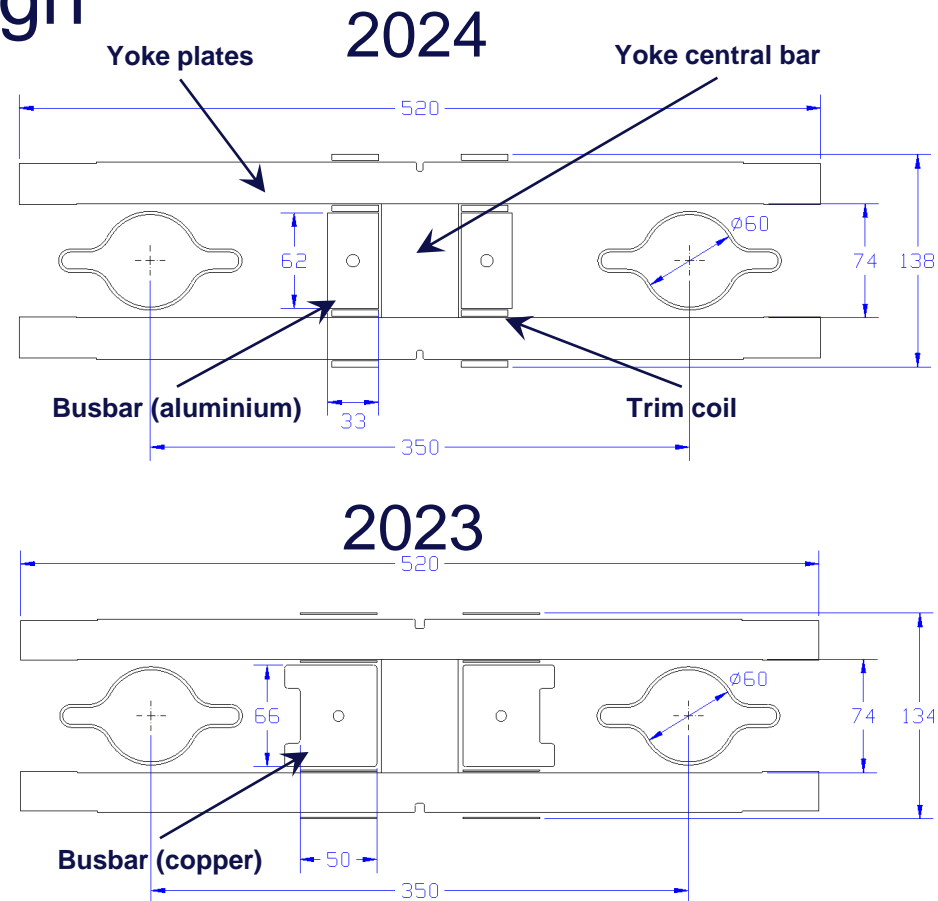 gn
2024
Yoke plates
Yoke central bar
520
Ø60
62
74
138
Busbar (aluminium)
Trim coil
33
350
2023
520
Ø60
66
74
134
Busbar (copper)
50
350